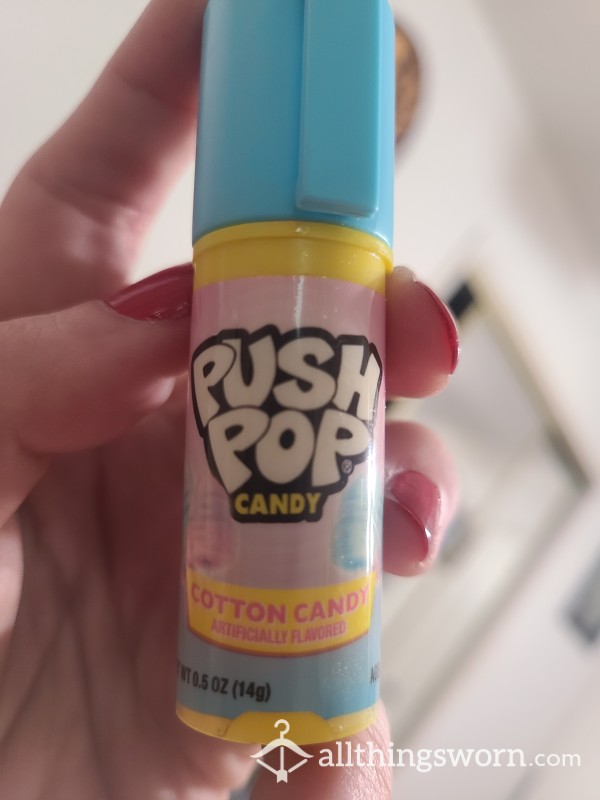 PUSH
POP®
CANDY
COTTON CANDY
ARTIFICIALLY FLAVORED
WT 0.5 OZ (14g)
allthingsworn.com